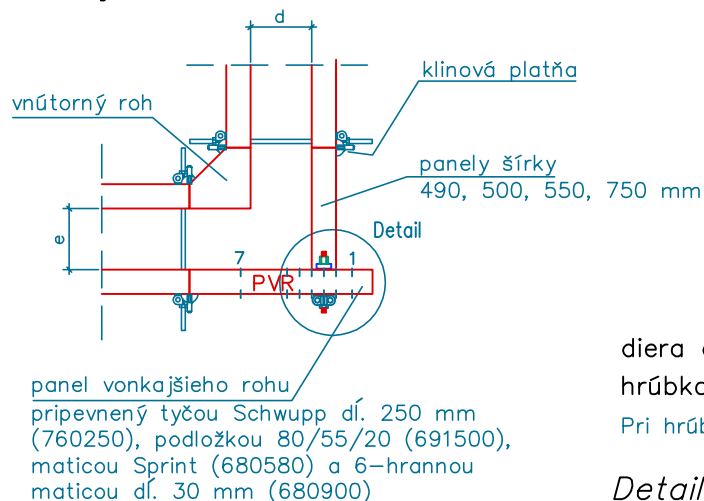 d
klinová platňa
vnútorný roh
panely šírky
490, 500, 550, 750 mm
e
Detail
7
1
PVR
panel vonkajšieho rohu
pripevnený tyčou Schwupp dĺ. 250 mm
(760250), podložkou 80/55/20 (691500),
maticou Sprint (680580) a 6-hrannou
maticou dĺ. 30 mm (680900)
diera
Pri
Detail